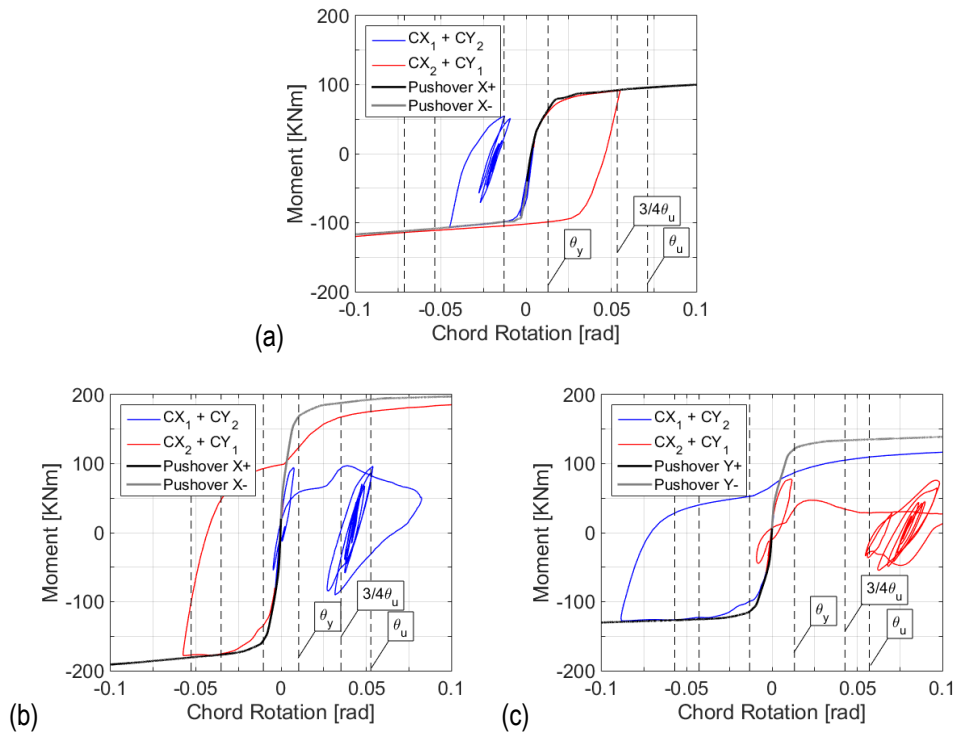 200
100
0
-100
-200
Moment [KNm]
CX₁ + CY₂
CX₂ + CY₁
Pushover X+
Pushover X-
θy
3/4θu
θu
-0.1
-0.05
0
0.05
0.1
Chord Rotation [rad]
(a)
200
100
0
-100
-200
Moment [KNm]
CX₁ + CY₂
CX₂ + CY₁
Pushover X+
Pushover X-
θy
3/4θu
θu
-0.1
-0.05
0
0.05
0.1
Chord Rotation [rad]
(b)
200
100
0
-100
-200
Moment [KNm]
CX₁ + CY₂
CX₂ + CY₁
Pushover Y+
Pushover Y-
θy
3/4θu
θu
-0.1
-0.05
0
0.05
0.1
Chord Rotation [rad]
(c)